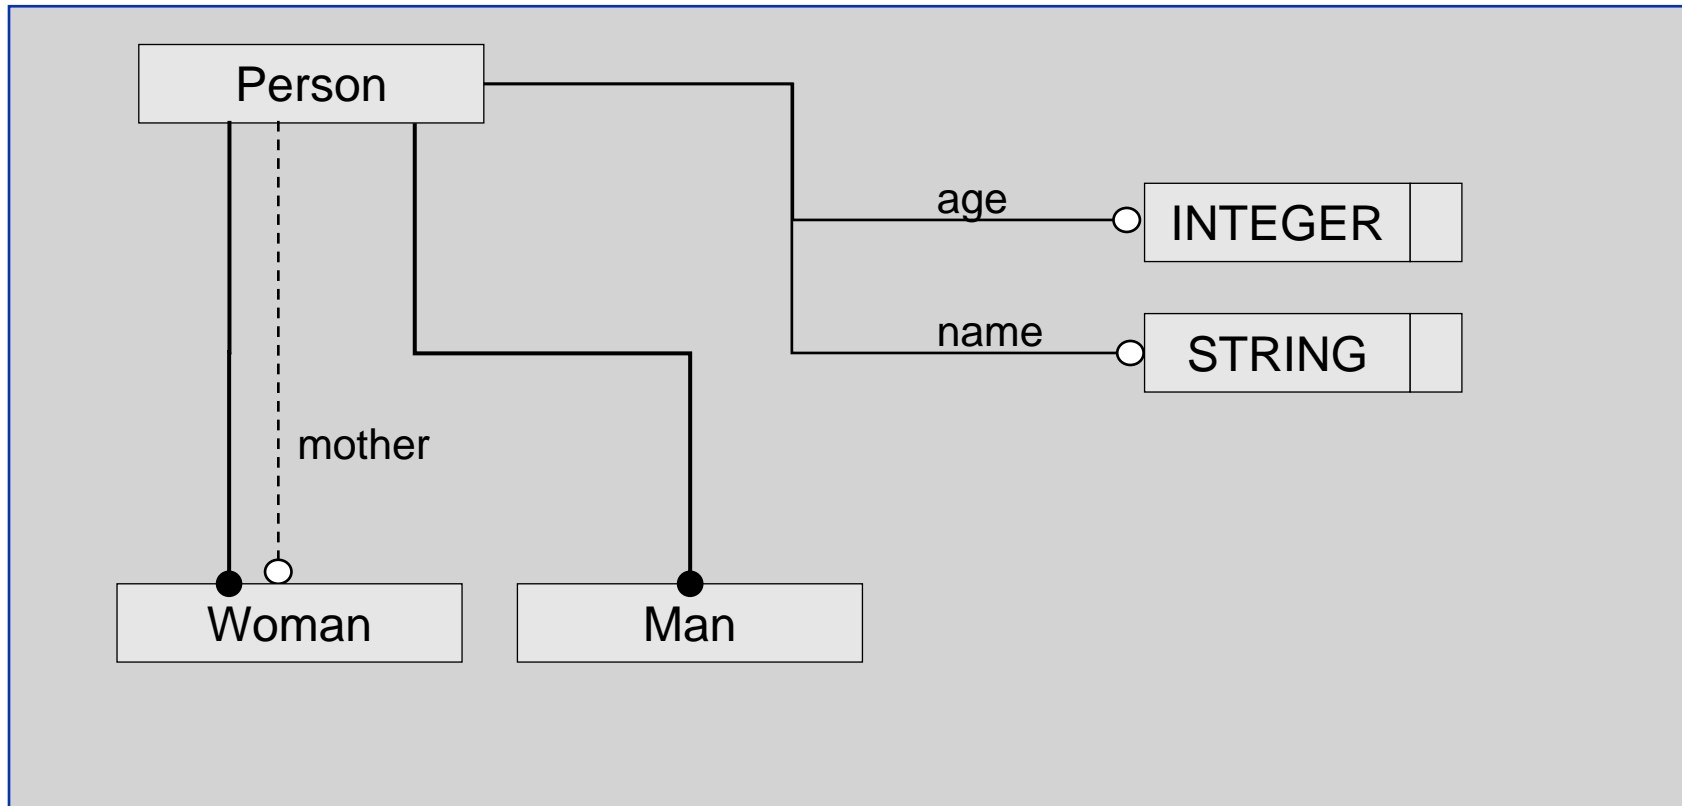 Person
age
INTEGER
name
STRING
mother
Woman
Man